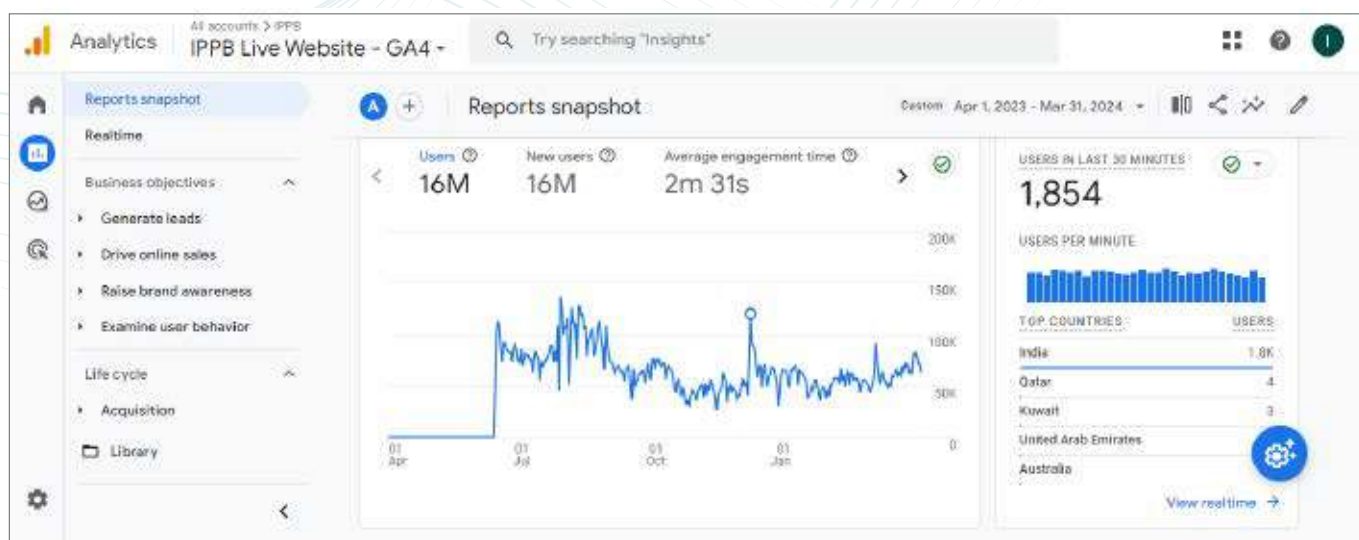 All accounts > IPPB
Analytics
IPPB Live Website - GA4
Try searching "Insights"
I
Reports snapshot
Realtime
Business objectives
Generate leads
Drive online sales
Raise brand awareness
Examine user behavior
Life cycle
Acquisition
Library
A
Reports snapshot
Custom Apr 1, 2023 - Mar 31, 2024
Users New users Average engagement time
16M 16M 2m 31s
200K
150K
100K
50K
0
01 Apr
01 Jul
01 Oct
01 Jan
USERS IN LAST 30 MINUTES
1,854
USERS PER MINUTE
TOP COUNTRIES USERS
India 1.8K
Qatar 4
Kuwait 3
United Arab Emirates
Australia
View realtime